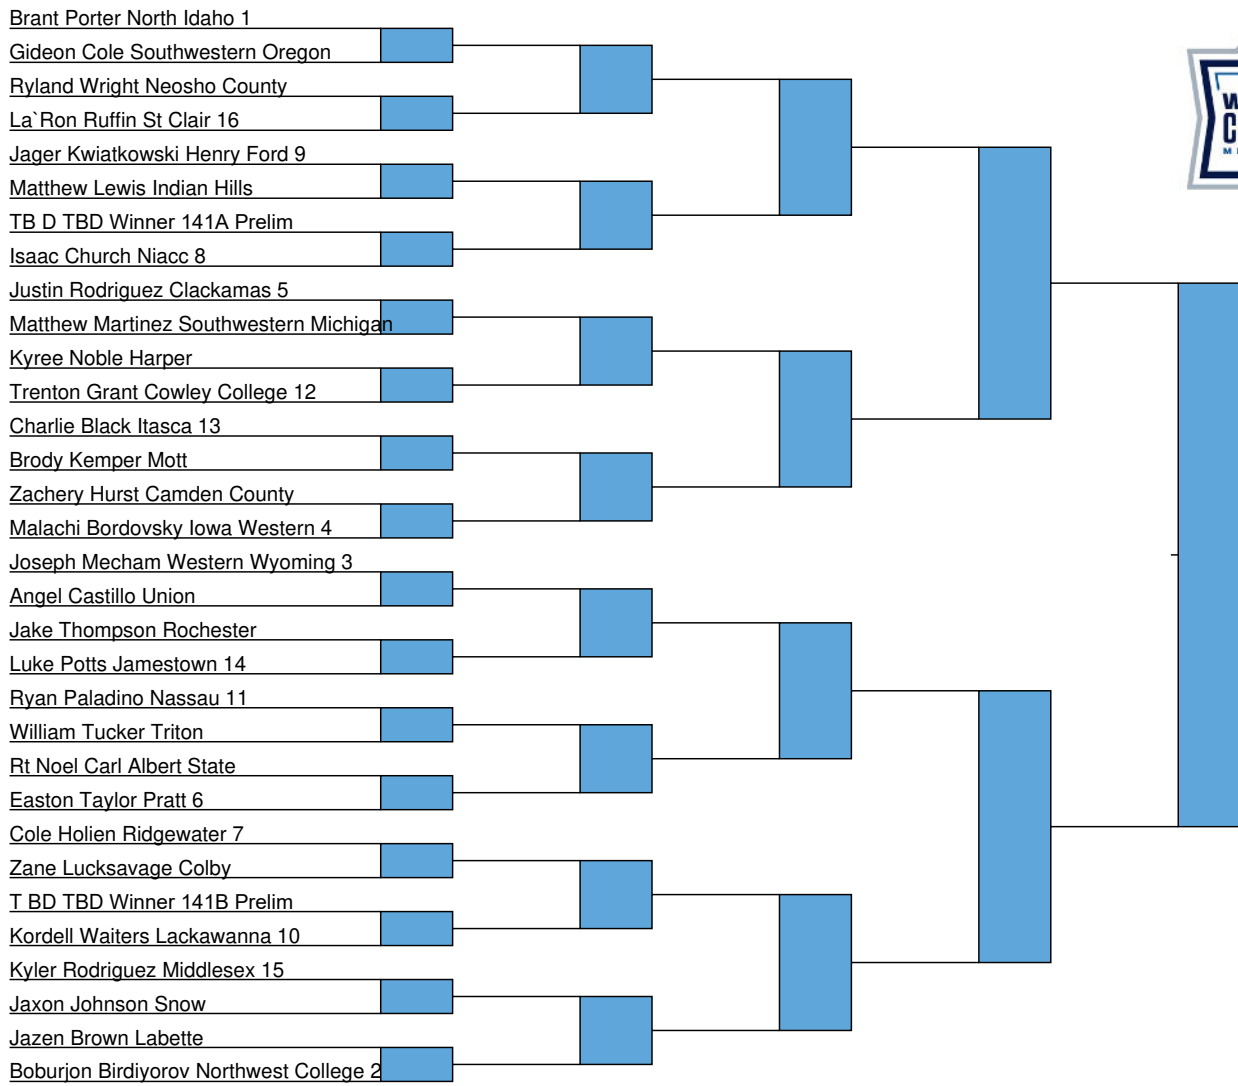 Brant Porter North Idaho 1
Gideon Cole Southwestern Oregon
Ryland Wright Neosho County
La`Ron Ruffin St Clair 16
Jager Kwiatkowski Henry Ford 9
Matthew Lewis Indian Hills
TB D TBD Winner 141A Prelim
Isaac Church Niacc 8
Justin Rodriguez Clackamas 5
Matthew Martinez Southwestern Michigan
Kyree Noble Harper
Trenton Grant Cowley College 12
Charlie Black Itasca 13
Brody Kemper Mott
Zachery Hurst Camden County
Malachi Bordovsky Iowa Western 4
Joseph Mecham Western Wyoming 3
Angel Castillo Union
Jake Thompson Rochester
Luke Potts Jamestown 14
Ryan Paladino Nassau 11
William Tucker Triton
Rt Noel Carl Albert State
Easton Taylor Pratt 6
Cole Holien Ridgewater 7
Zane Lucksavage Colby
T BD TBD Winner 141B Prelim
Kordell Waiters Lackawanna 10
Kyler Rodriguez Middlesex 15
Jaxon Johnson Snow
Jazen Brown Labette
Boburjon Birdiyorov Northwest College 2